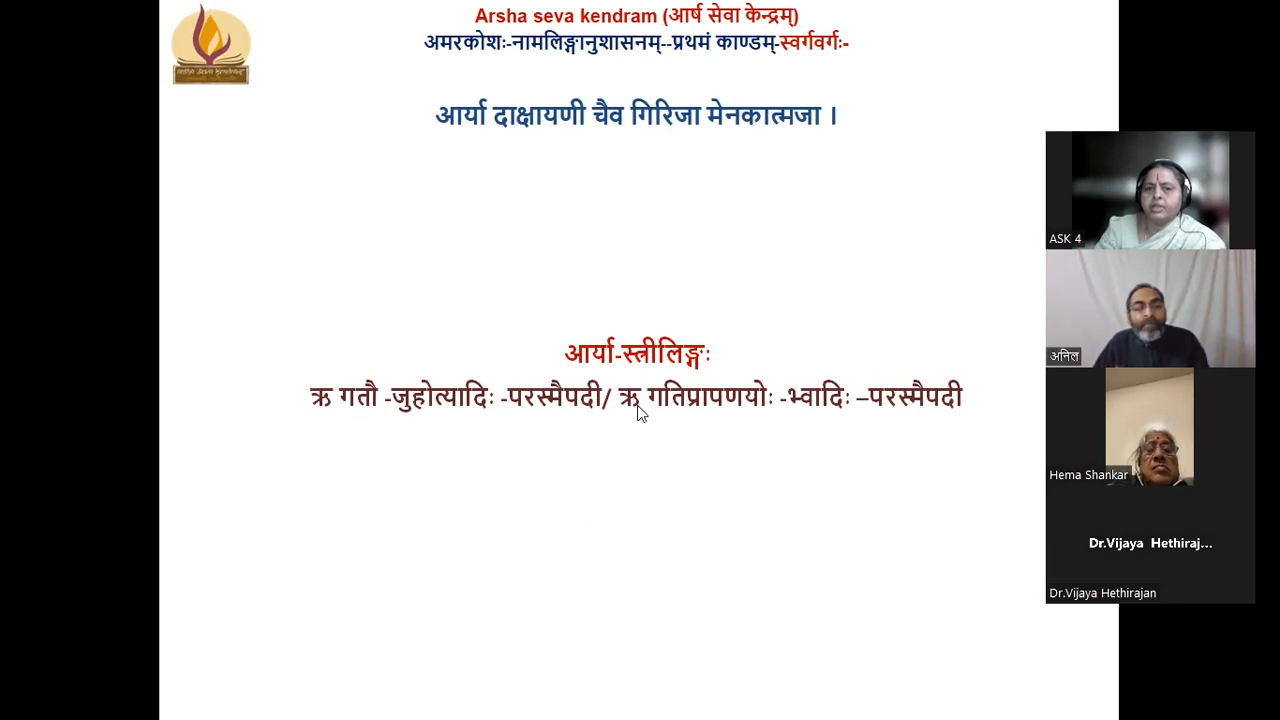 Arsha seva kendram (आर्ष सेवा केन्द्रम्)
अमरकोशः-नामलिङ्गानुशासनम्--प्रथमं काण्डम्-स्वर्गवर्गः-
आर्या दाक्षायणी चैव गिरिजा मेनकात्मजा ।
आर्या-स्त्रीलिङ्गः
ऋ गतौ -जुहोत्यादिः -परस्मैपदी/ ऋ गतिप्रापणयोः -भ्वादिः –परस्मैपदी
ASK 4
अनिल
Hema Shankar
Dr.Vijaya Hethiraj...
Dr.Vijaya Hethirajan